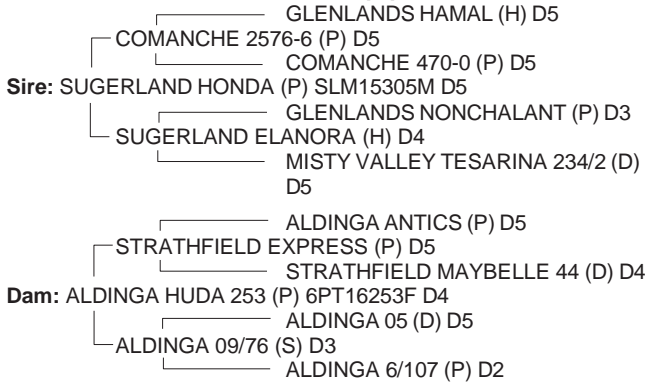 GLENLANDS HAMAL (H) D5
COMANCHE 2576-6 (P) D5
COMANCHE 470-0 (P) D5
Sire: SUGERLAND HONDA (P) SLM15305M D5
GLENLANDS NONCHALANT (P) D3
SUGERLAND ELANORA (H) D4
MISTY VALLEY TESARINA 234/2 (D)
D5
ALDINGA ANTICS (P) D5
STRATHFIELD EXPRESS (P) D5
STRATHFIELD MAYBELLE 44 (D) D4
Dam: ALDINGA HUDA 253 (P) 6PT16253F D4
ALDINGA 05 (D) D5
ALDINGA 09/76 (S) D3
ALDINGA 6/107 (P) D2